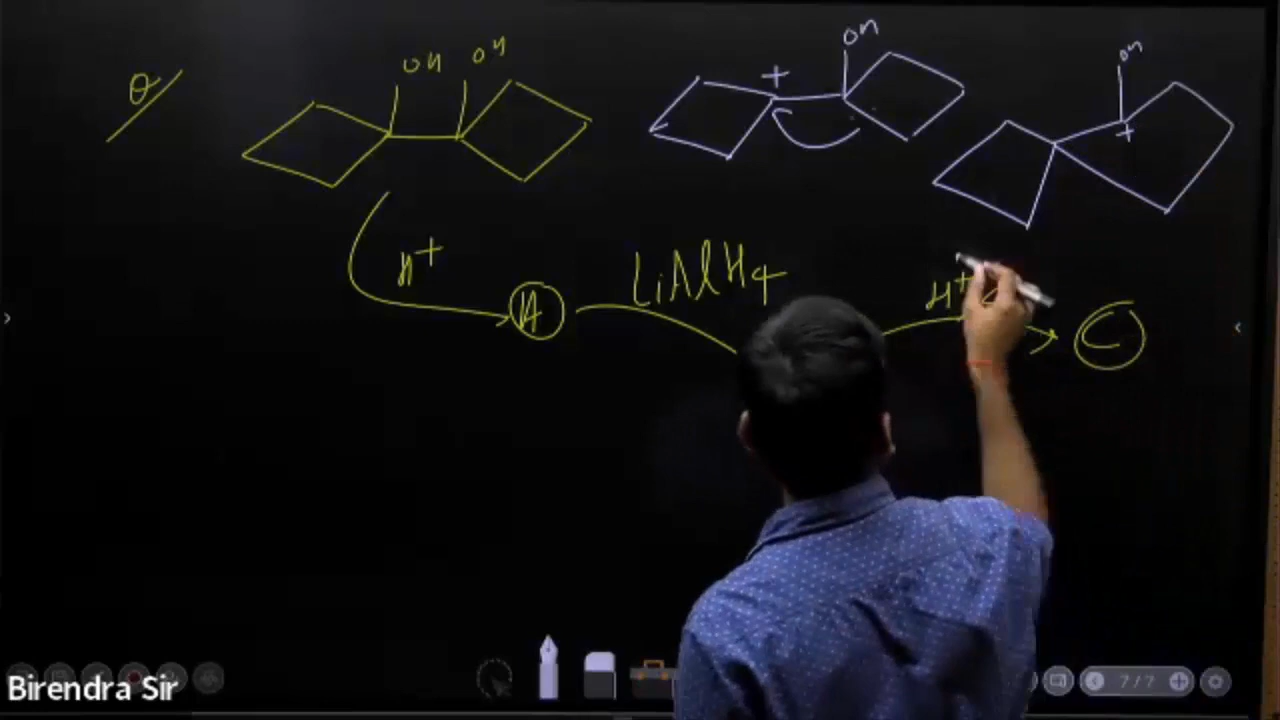 Q
OH OH
+
OH
OH
+
H+
A
LiAlH4
H+
C
7/7
Birendra Sir